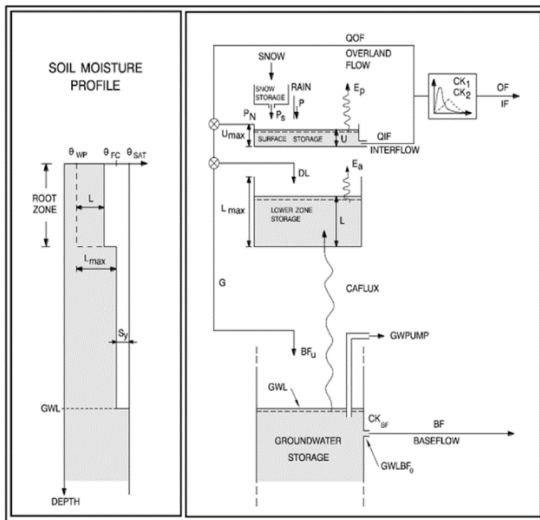 SOIL MOISTURE
PROFILE
θWP θFC θSAT
ROOT
ZONE
L
Lmax
Sy
GWL
DEPTH
QOF
OVERLAND
FLOW
SNOW
SNOW
STORAGE
RAIN
P
Ps
PN
Ep
Umax
U
SURFACE STORAGE
QIF
INTERFLOW
CK1
CK2
OF
IF
DL
Ea
Lmax
LOWER ZONE
STORAGE
L
G
CAFLUX
GWPUMP
BFu
GWL
CKBF
BF
BASEFLOW
GROUNDWATER
STORAGE
GWLBF0